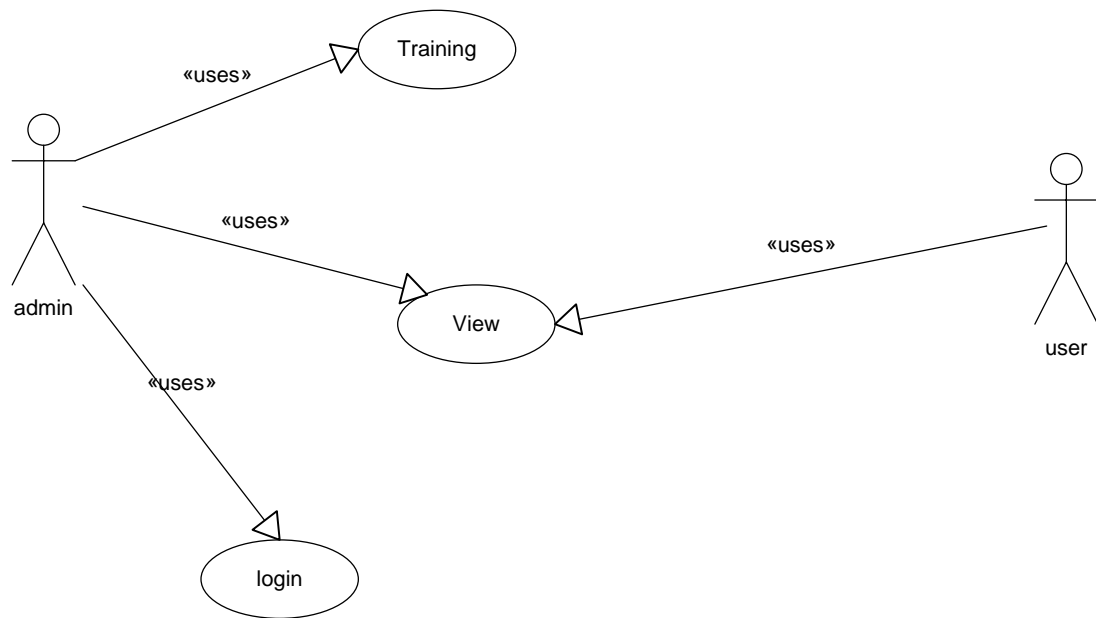 Training
«uses»
«uses»
«uses»
admin
View
user
«uses»
login